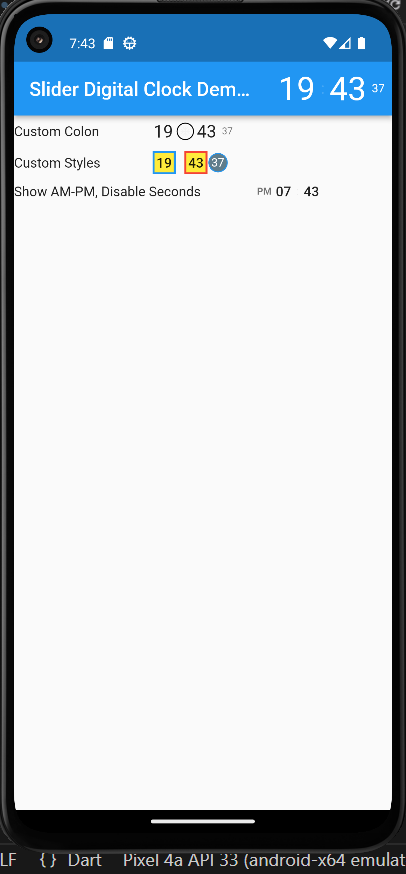 7:43
Slider Digital Clock Dem... 19 43 37
Custom Colon 19 43 37
Custom Styles 19 43 37
Show AM-PM, Disable Seconds PM 07 43
LF {} Dart Pixel 4a API 33 (android-x64 emulat